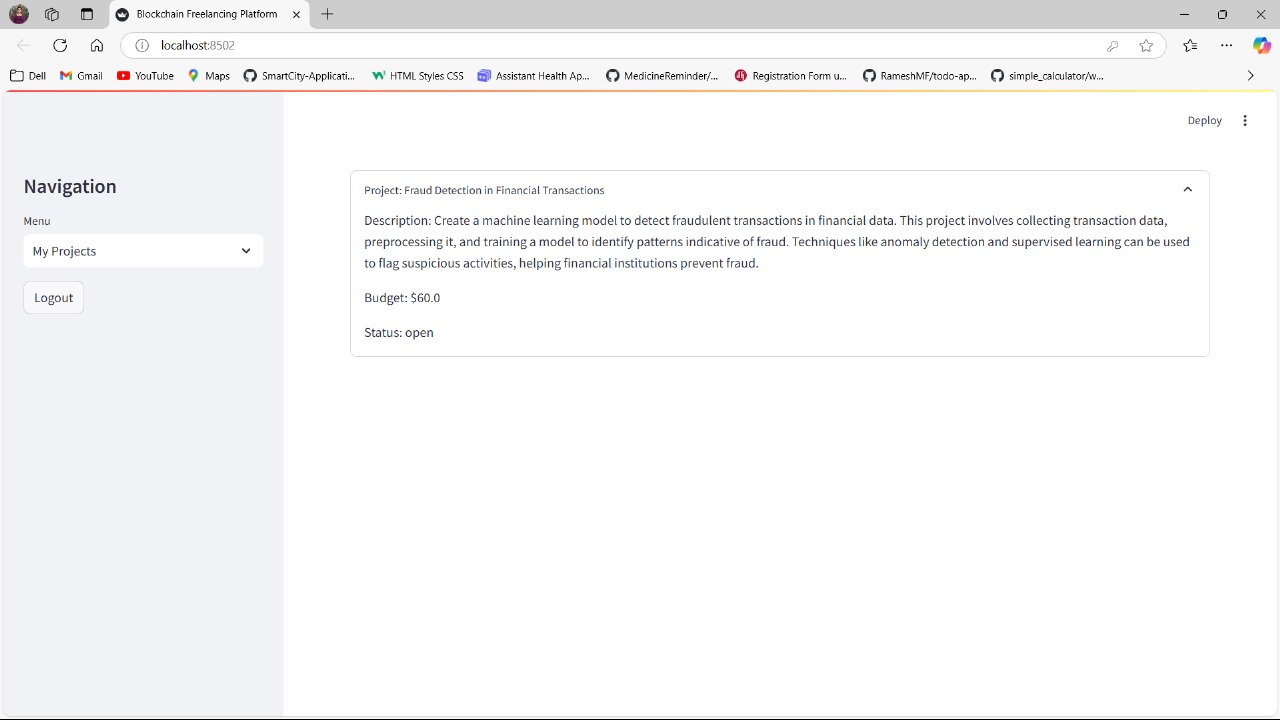 Blockchain Freelancing Platform
localhost:8502
Dell Gmail YouTube Maps SmartCity-Applicati... HTML Styles CSS Assistant Health Ap... MedicineReminder/... Registration Form u... RameshMF/todo-ap... simple_calculator/w...
Deploy
Navigation
Menu
My Projects
Logout
Project: Fraud Detection in Financial Transactions
Description: Create a machine learning model to detect fraudulent transactions in financial data. This project involves collecting transaction data,
preprocessing it, and training a model to identify patterns indicative of fraud. Techniques like anomaly detection and supervised learning can be used
to flag suspicious activities, helping financial institutions prevent fraud.
Budget: $60.0
Status: open